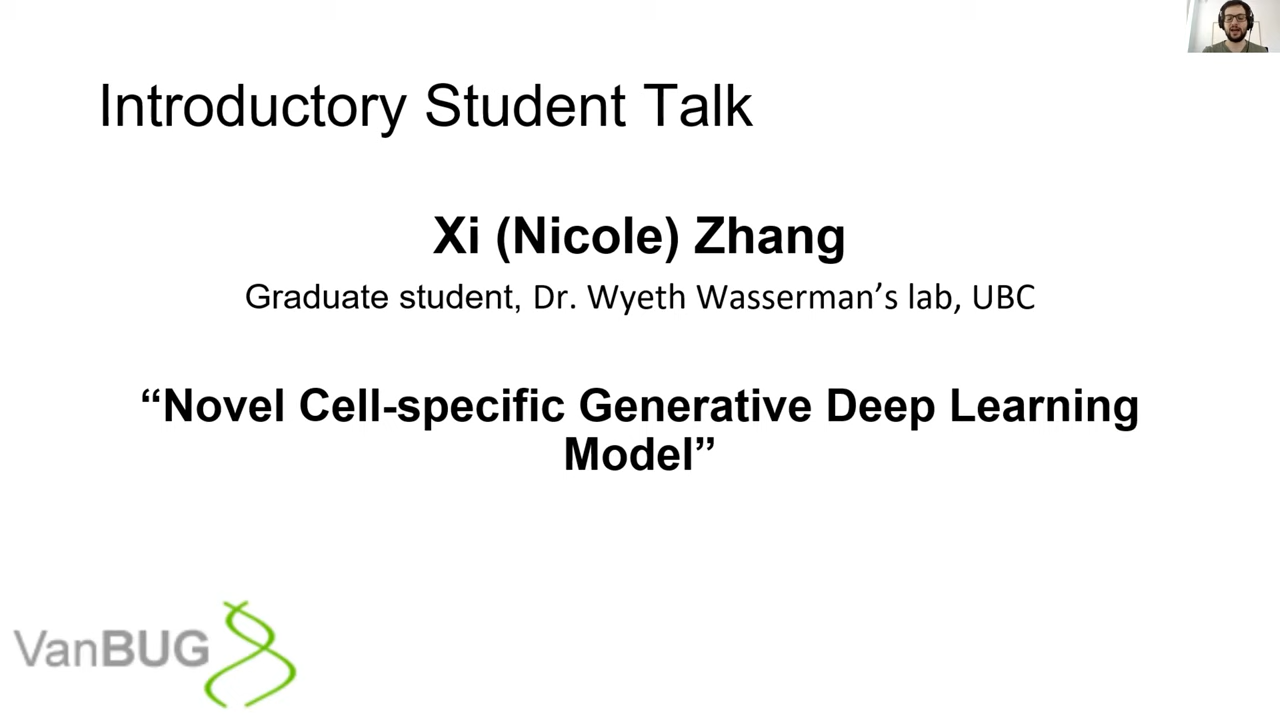 Introductory Student Talk
Xi (Nicole) Zhang
Graduate student, Dr. Wyeth Wasserman’s lab, UBC
“Novel Cell-specific Generative Deep Learning
Model”
VanBUG